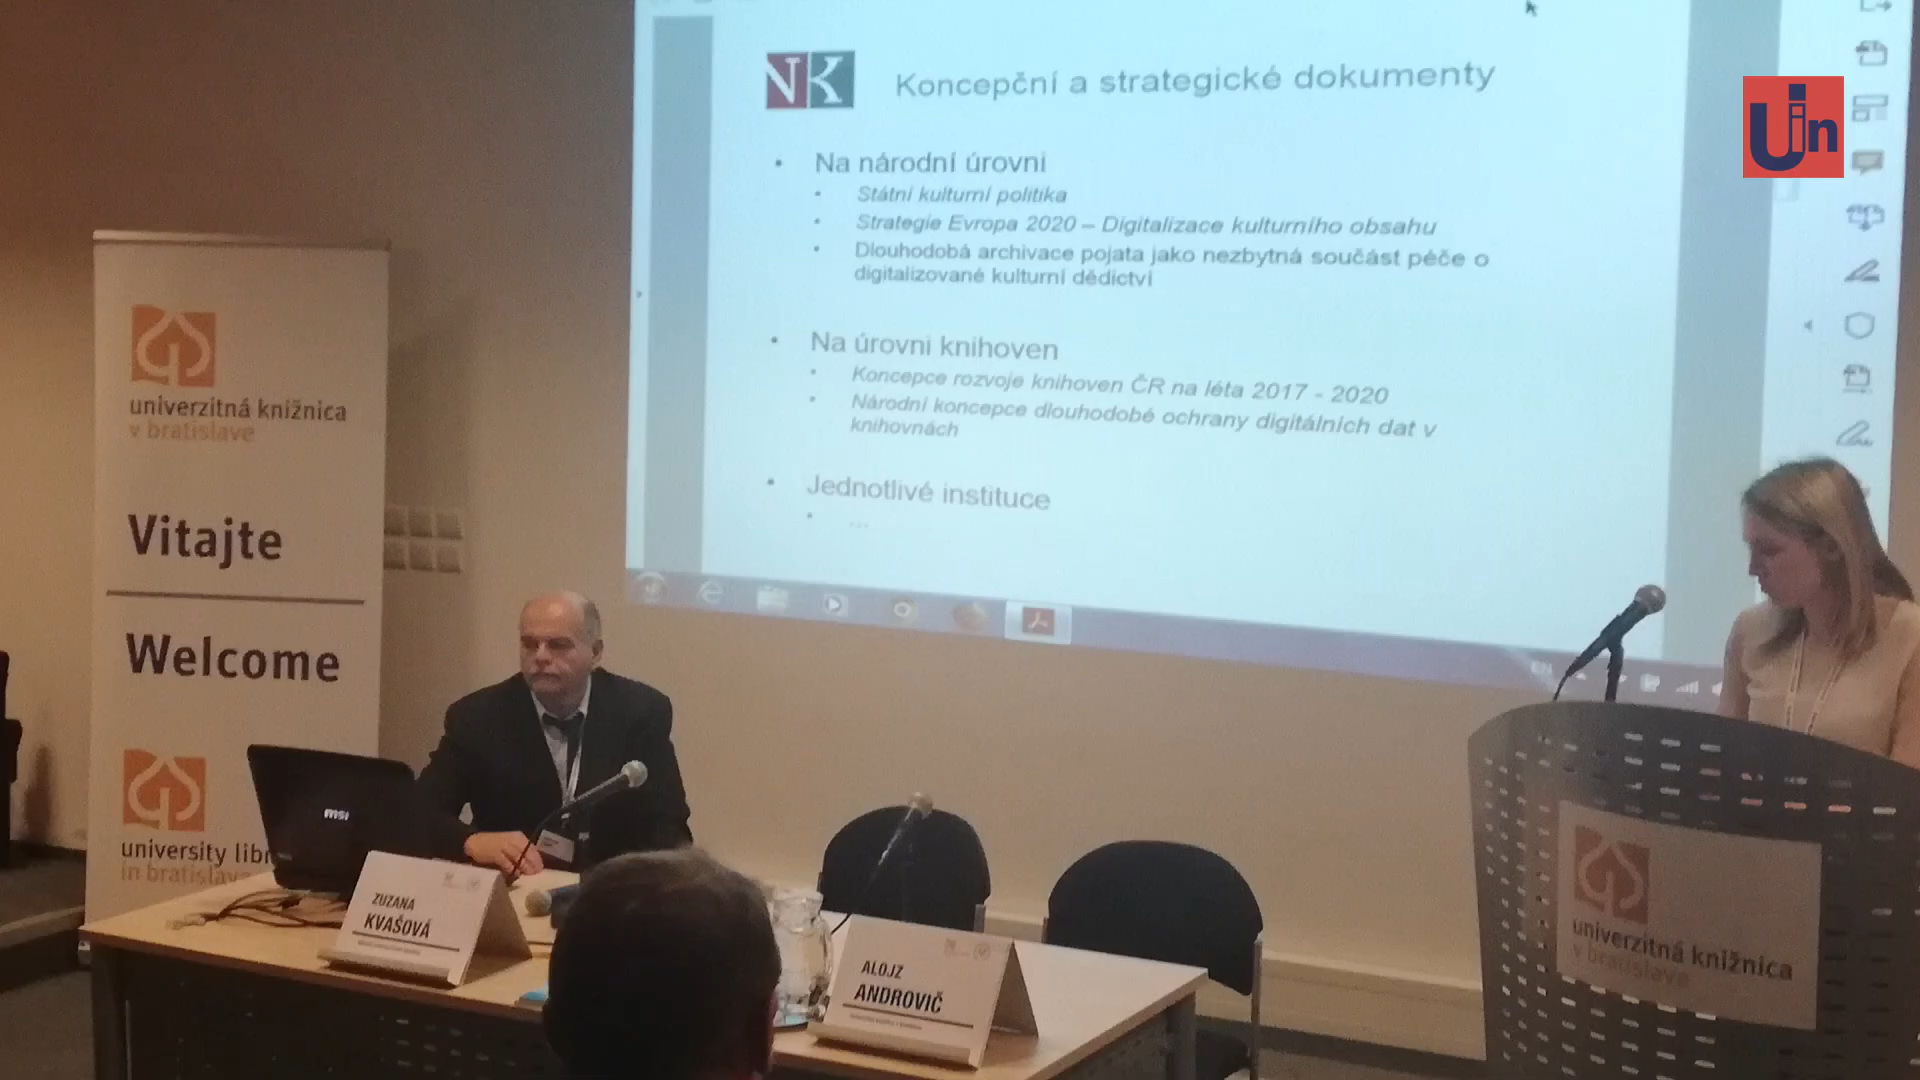 NK
Koncepční a strategické dokumenty
Uin
• Na národní úrovni
• Státní kulturní politika
• Strategie Evropa 2020 – Digitalizace kulturního obsahu
• Dlouhodobá archivace pojata jako nezbytná součást péče o
digitalizované kulturní dědictví
• Na úrovni knihoven
• Koncepce rozvoje knihoven ČR na léta 2017 - 2020
• Národní koncepce dlouhodobé ochrany digitálních dat v
knihovnách
• Jednotlivé instituce
• ...
EN
univerzitná knižnica
v bratislave
Vitajte
Welcome
university libr
in bratislav
msi
ZUZANA
KVAŠOVÁ
ALOJZ
ANDROVIČ
univerzitná knižnica
v bratislave